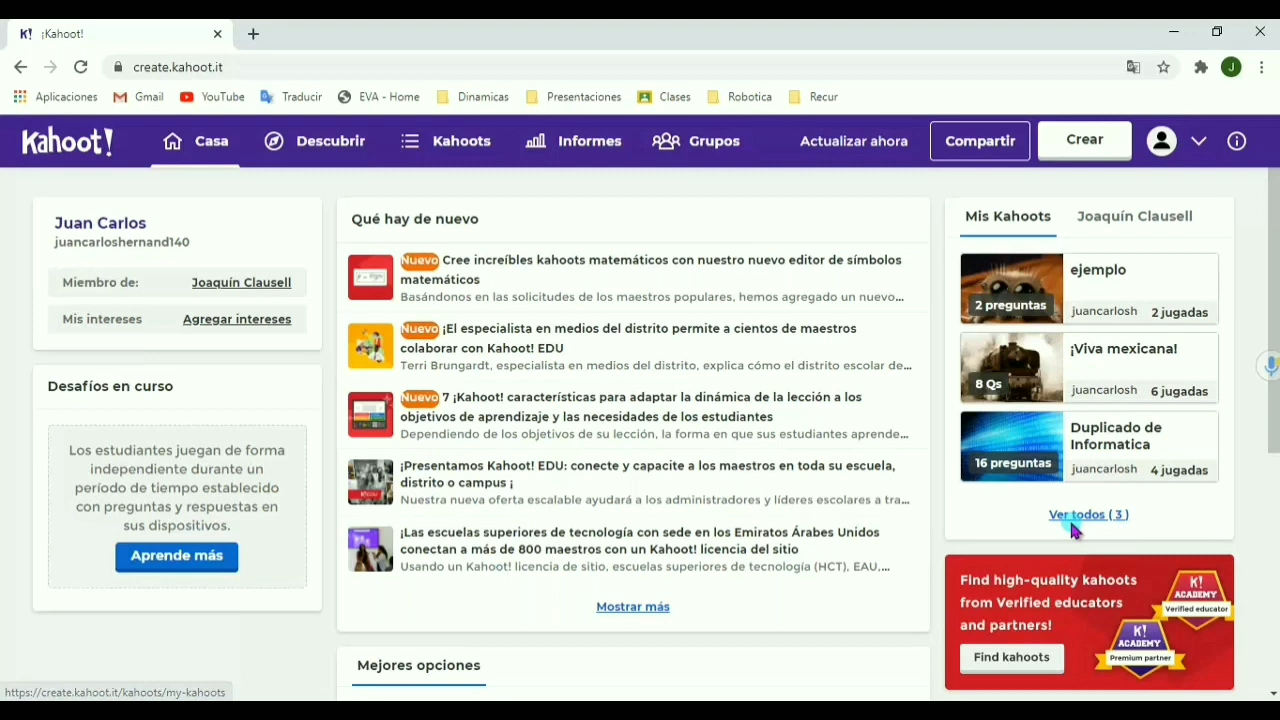 K! ¡Kahoot!
create.kahoot.it
Aplicaciones Gmail YouTube Traducir EVA - Home Dinamicas Presentaciones Clases Robotica Recur
J
Kahoot! Casa Descubrir Kahoots Informes Grupos Actualizar ahora Compartir Crear
Juan Carlos
juancarloshernand140
Miembro de: Joaquín Clausell
Mis intereses Agregar intereses
Desafíos en curso
Los estudiantes juegan de forma
independiente durante un
período de tiempo establecido
con preguntas y respuestas en
sus dispositivos.
Aprende más
Qué hay de nuevo
Nuevo Cree increíbles kahoots matemáticos con nuestro nuevo editor de símbolos
matemáticos
Basándonos en las solicitudes de los maestros populares, hemos agregado un nuevo...
Nuevo ¡El especialista en medios del distrito permite a cientos de maestros
colaborar con Kahoot! EDU
Terri Brungardt, especialista en medios del distrito, explica cómo el distrito escolar de...
Nuevo 7 ¡Kahoot! características para adaptar la dinámica de la lección a los
objetivos de aprendizaje y las necesidades de los estudiantes
Dependiendo de los objetivos de su lección, la forma en que sus estudiantes aprende...
¡Presentamos Kahoot! EDU: conecte y capacite a los maestros en toda su escuela,
distrito o campus ¡
Nuestra nueva oferta escalable ayudará a los administradores y líderes escolares a tra...
¡Las escuelas superiores de tecnología con sede en los Emiratos Árabes Unidos
conectan a más de 800 maestros con un Kahoot! licencia del sitio
Usando un Kahoot! licencia de sitio, escuelas superiores de tecnología (HCT), EAU,...
Mostrar más
Mejores opciones
Mis Kahoots Joaquín Clausell
ejemplo
2 preguntas juancarlosh 2 jugadas
¡Viva mexicana!
8 Qs juancarlosh 6 jugadas
Duplicado de
Informatica
16 preguntas juancarlosh 4 jugadas
Ver todos ( 3 )
Find high-quality kahoots
from Verified educators
and partners!
Find kahoots
K!
ACADEMY
Verified educator
K!
ACADEMY
Premium partner
https://create.kahoot.it/kahoots/my-kahoots